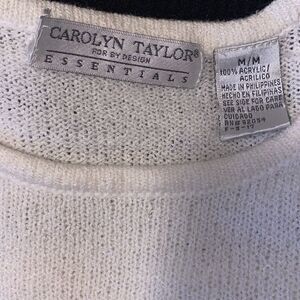 CAROLYN TAYLOR®
FOR BY DESIGN
ESSENTIALS
M/M
100% ACRYLIC/
ACRILICO
MADE IN PHILIPPINES
HECHO EN FILIPINAS
SEE SIDE FOR CARE
VER AL LADO PARA
CUIDADO